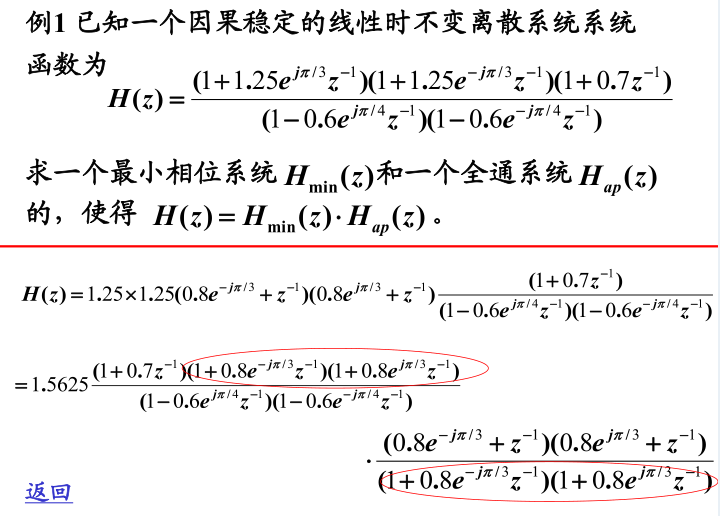 例1 已知一个因果稳定的线性时不变离散系统系统
函数为
H(z) = (1+1.25e^{jπ/3}z^{-1})(1+1.25e^{-jπ/3}z^{-1})(1+0.7z^{-1}) / (1-0.6e^{jπ/4}z^{-1})(1-0.6e^{-jπ/4}z^{-1})
求一个最小相位系统 H_{min}(z)和一个全通系统 H_{ap}(z)
的，使得 H(z) = H_{min}(z)·H_{ap}(z) 。
H(z) = 1.25×1.25(0.8e^{-jπ/3} + z^{-1})(0.8e^{jπ/3} + z^{-1}) (1+0.7z^{-1}) / (1-0.6e^{jπ/4}z^{-1})(1-0.6e^{-jπ/4}z^{-1})
= 1.5625 (1+0.7z^{-1})(1+0.8e^{-jπ/3}z^{-1})(1+0.8e^{jπ/3}z^{-1}) / (1-0.6e^{jπ/4}z^{-1})(1-0.6e^{-jπ/4}z^{-1})
· (0.8e^{-jπ/3} + z^{-1})(0.8e^{jπ/3} + z^{-1}) / (1+0.8e^{-jπ/3}z^{-1})(1+0.8e^{jπ/3}z^{-1})
返回